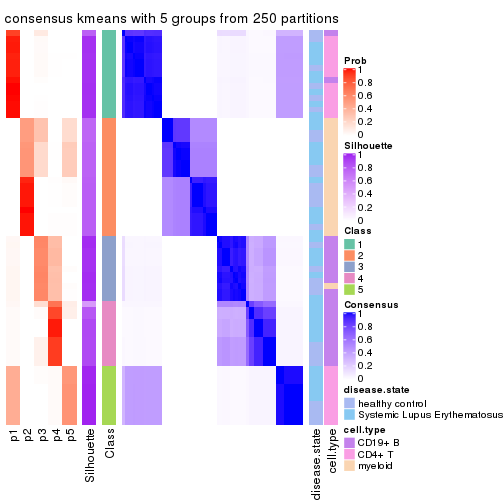 consensus kmeans with 5 groups from 250 partitions
Prob
1
0.8
0.6
0.4
0.2
0
Silhouette
1
0.8
0.6
0.4
0.2
0
Class
1
2
3
4
5
Consensus
1
0.8
0.6
0.4
0.2
0
disease.state
healthy control
Systemic Lupus Erythematosus
cell.type
CD19+ B
CD4+ T
myeloid
p1
p2
p3
p4
p5
Silhouette
Class
disease.state
cell.type